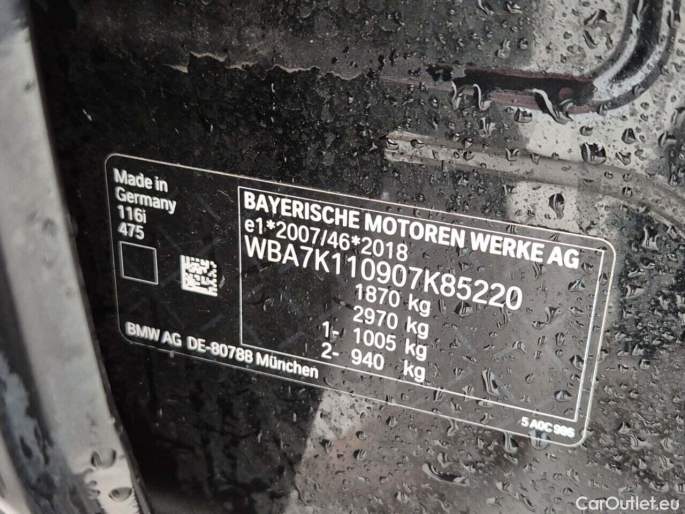 Made in
Germany
116i
475
BAYERISCHE MOTOREN WERKE AG
e1*2007/46*2018
WBA7K110907K85220
1870 kg
2970 kg
1- 1005 kg
2- 940 kg
BMW AG DE-80788 München
5 A0C 986
CarOutlet.eu